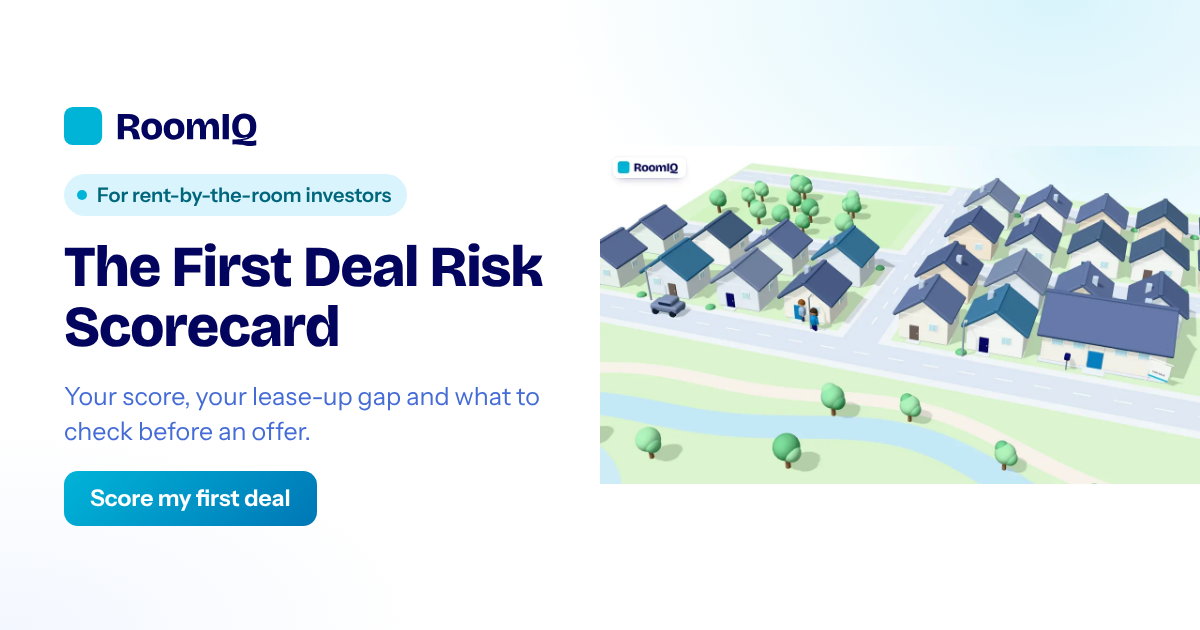 RoomIQ
For rent-by-the-room investors
The First Deal Risk
Scorecard
Your score, your lease-up gap and what to
check before an offer.
Score my first deal
RoomIQ